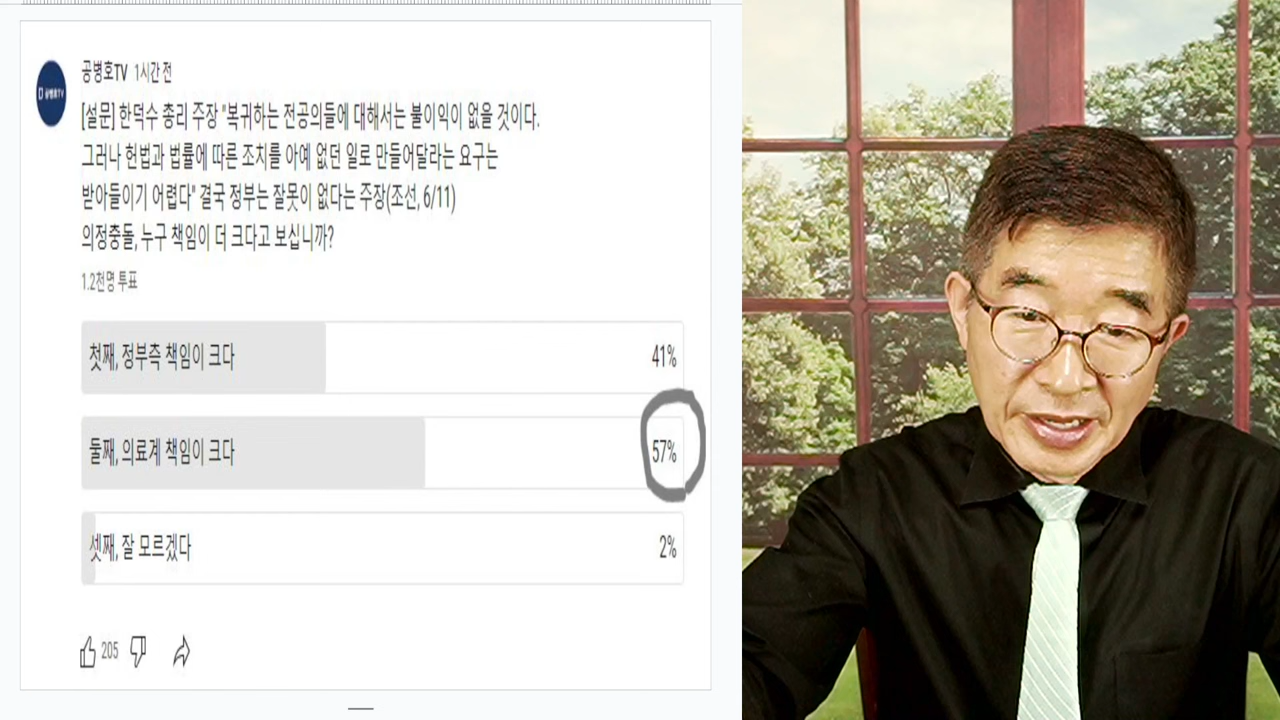 공병호TV 1시간 전
공병호TV
[설문] 한덕수 총리 주장 "복귀하는 전공의들에 대해서는 불이익이 없을 것이다.
그러나 헌법과 법률에 따른 조치를 아예 없던 일로 만들어달라는 요구는
받아들이기 어렵다" 결국 정부는 잘못이 없다는 주장(조선, 6/11)
의정충돌, 누구 책임이 더 크다고 보십니까?
1.2천명 투표
첫째, 정부측 책임이 크다 41%
둘째, 의료계 책임이 크다 57%
셋째, 잘 모르겠다 2%
205